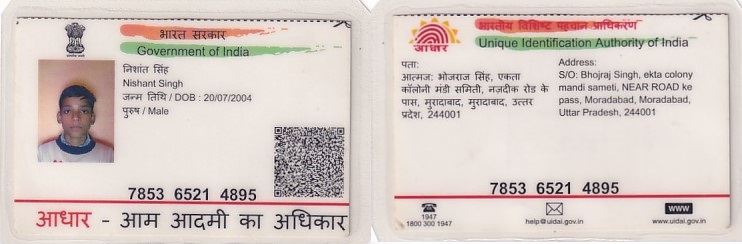 भारत सरकार
Government of India
निशांत सिंह
Nishant Singh
जन्म तिथि / DOB : 20/07/2004
पुरुष / Male
7853 6521 4895
आधार - आम आदमी का अधिकार
भारतीय विशिष्ट पहचान प्राधिकरण
Unique Identification Authority of India
आधार
पता:
आत्मज: भोजराज सिंह, एकता
कॉलोनी मंडी समिती, नजदीक रोड के
पास, मुरादाबाद, मुरादाबाद, उत्तर
प्रदेश, 244001
Address:
S/O: Bhojraj Singh, ekta colony
mandi sameti, NEAR ROAD ke
pass, Moradabad, Moradabad,
Uttar Pradesh, 244001
7853 6521 4895
1947
1800 300 1947
help@uidai.gov.in
www
www.uidai.gov.in